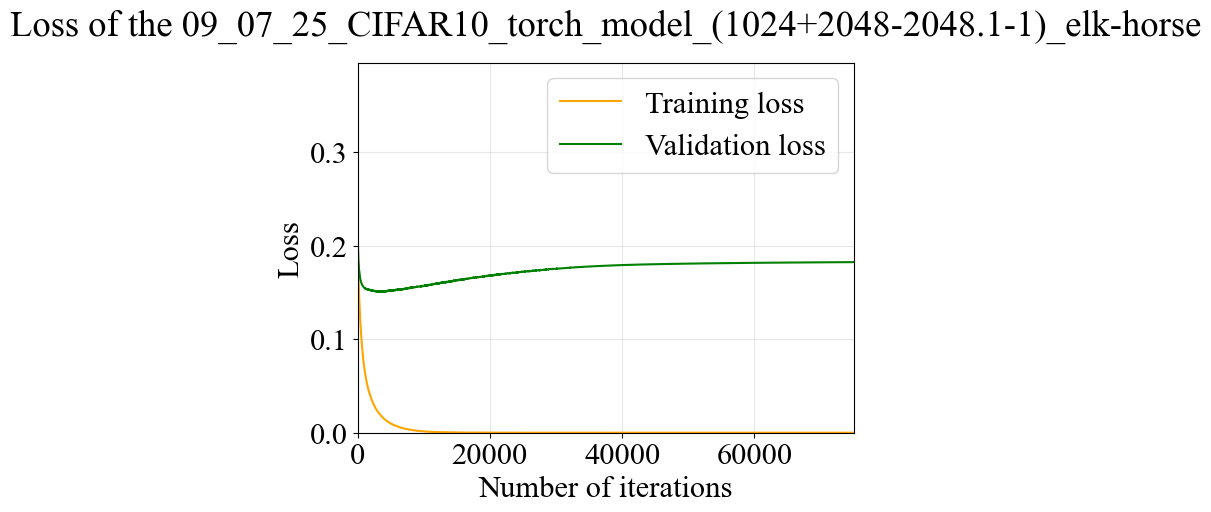 Loss of the 09_07_25_CIFAR10_torch_model_(1024+2048-2048.1-1)_elk-horse
Training loss
Validation loss
Loss
0.3
0.2
0.1
0.0
0 20000 40000 60000
Number of iterations